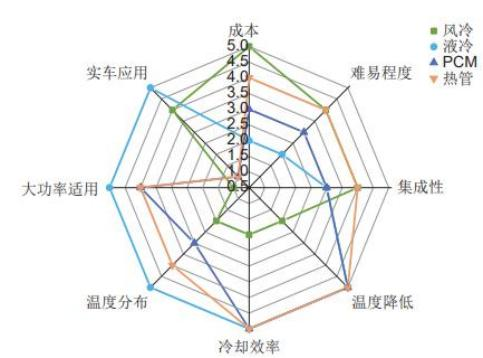 成本
风冷
液冷
PCM
热管
实车应用
难易程度
5.0
4.5
4.0
3.5
3.0
2.5
2.0
1.5
1.0
0.5
大功率适用
集成性
温度分布
温度降低
冷却效率